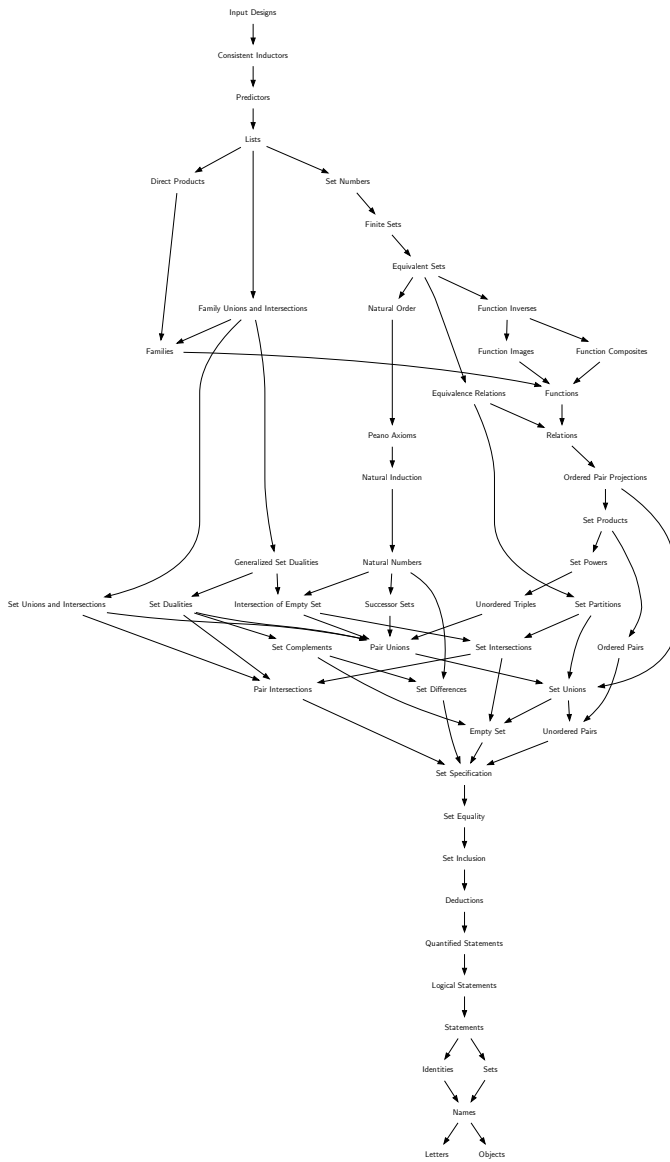 Input Designs
Consistent Inductors
Predictors
Lists
Direct Products
Set Numbers
Finite Sets
Equivalent Sets
Family Unions and Intersections
Natural Order
Function Inverses
Families
Function Images
Function Composites
Equivalence Relations
Functions
Peano Axioms
Relations
Natural Induction
Ordered Pair Projections
Set Products
Generalized Set Dualities
Natural Numbers
Set Powers
Set Unions and Intersections
Set Dualities
Intersection of Empty Set
Successor Sets
Unordered Triples
Set Partitions
Set Complements
Pair Unions
Set Intersections
Ordered Pairs
Pair Intersections
Set Differences
Set Unions
Empty Set
Unordered Pairs
Set Specification
Set Equality
Set Inclusion
Deductions
Quantified Statements
Logical Statements
Statements
Identities
Sets
Names
Letters
Objects